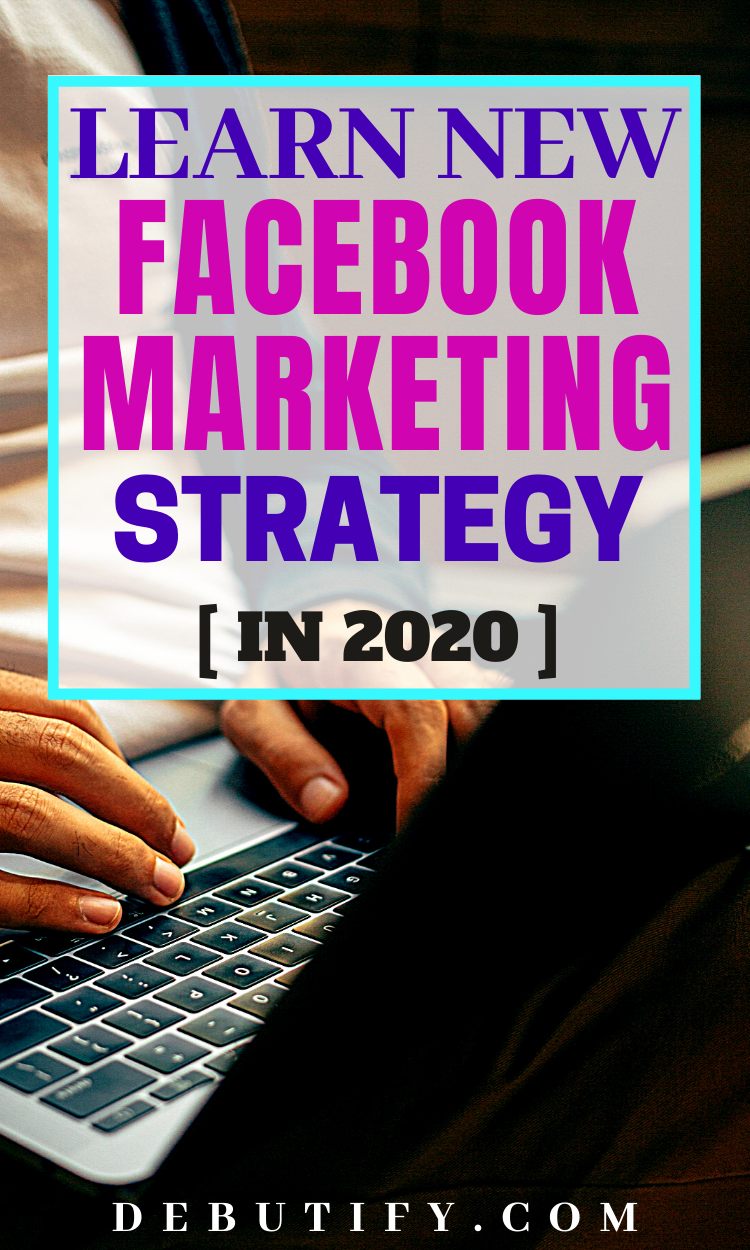 LEARN NEW
FACEBOOK
MARKETING
STRATEGY
[ IN 2020 ]
DEBUTIFY.COM